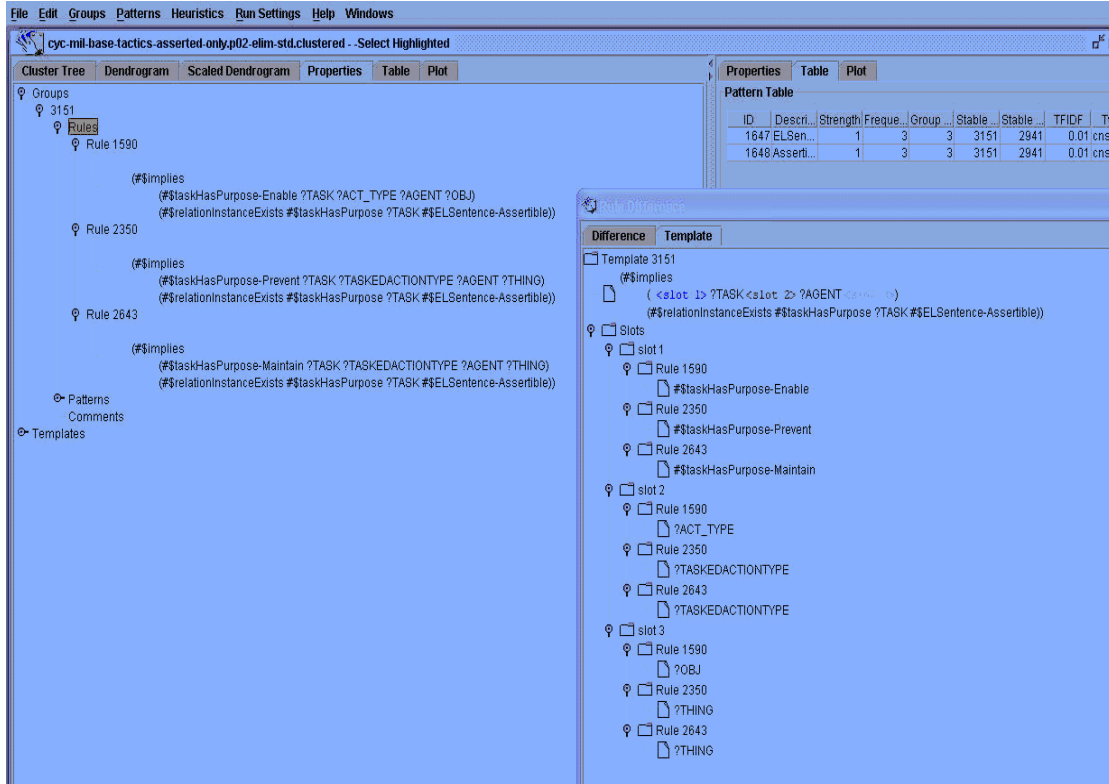 File Edit Groups Patterns Heuristics Run Settings Help Windows
cyc-mil-base-tactics-asserted-only.p02-elim-std.clustered - -Select Highlighted
Cluster Tree Dendrogram Scaled Dendrogram Properties Table Plot
Groups
3151
Rules
Rule 1590
(#$implies
(#$taskHasPurpose-Enable ?TASK ?ACT_TYPE ?AGENT ?OBJ)
(#$relationInstanceExists #$taskHasPurpose ?TASK #$ELSentence-Assertible))
Rule 2350
(#$implies
(#$taskHasPurpose-Prevent ?TASK ?TASKEDACTIONTYPE ?AGENT ?THING)
(#$relationInstanceExists #$taskHasPurpose ?TASK #$ELSentence-Assertible))
Rule 2643
(#$implies
(#$taskHasPurpose-Maintain ?TASK ?TASKEDACTIONTYPE ?AGENT ?THING)
(#$relationInstanceExists #$taskHasPurpose ?TASK #$ELSentence-Assertible))
Patterns
Comments
Templates
Properties Table Plot
Pattern Table
ID Descri... Strength Freque... Group ... Stable ... Stable ... TFIDF
1647 ELSen... 1 3 3 3151 2941 0.01 cns
1648 Asserti... 1 3 3 3151 2941 0.01 cns
Rule Difference
Difference Template
Template 3151
(#$implies
( <slot 1> ?TASK <slot 2> ?AGENT )
(#$relationInstanceExists #$taskHasPurpose ?TASK #$ELSentence-Assertible))
Slots
slot 1
Rule 1590
#$taskHasPurpose-Enable
Rule 2350
#$taskHasPurpose-Prevent
Rule 2643
#$taskHasPurpose-Maintain
slot 2
Rule 1590
?ACT_TYPE
Rule 2350
?TASKEDACTIONTYPE
Rule 2643
?TASKEDACTIONTYPE
slot 3
Rule 1590
?OBJ
Rule 2350
?THING
Rule 2643
?THING